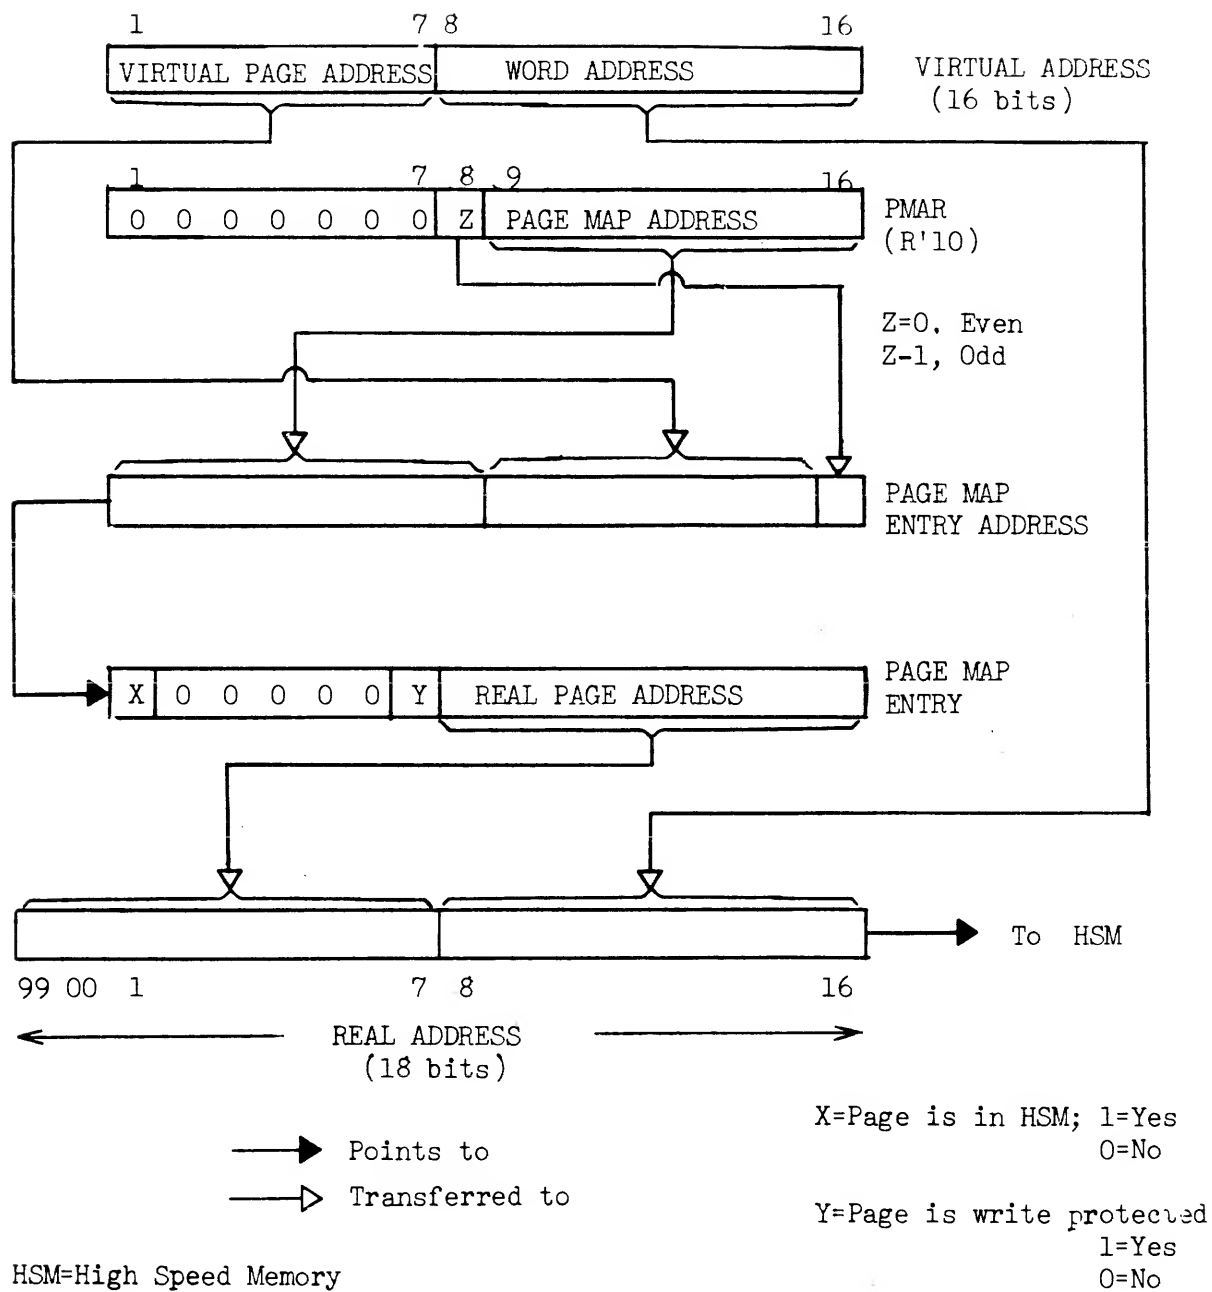 1 7 8 16
VIRTUAL PAGE ADDRESS WORD ADDRESS
VIRTUAL ADDRESS
(16 bits)
1 7 8 9 16
0 0 0 0 0 0 0 Z PAGE MAP ADDRESS
PMAR
(R'10)
Z=0. Even
Z-1, Odd
PAGE MAP
ENTRY ADDRESS
X 0 0 0 0 0 Y REAL PAGE ADDRESS
PAGE MAP
ENTRY
To HSM
99 00 1 7 8 16
REAL ADDRESS
(18 bits)
X=Page is in HSM; 1=Yes
0=No
Points to
Transferred to
Y=Page is write protected
1=Yes
0=No
HSM=High Speed Memory